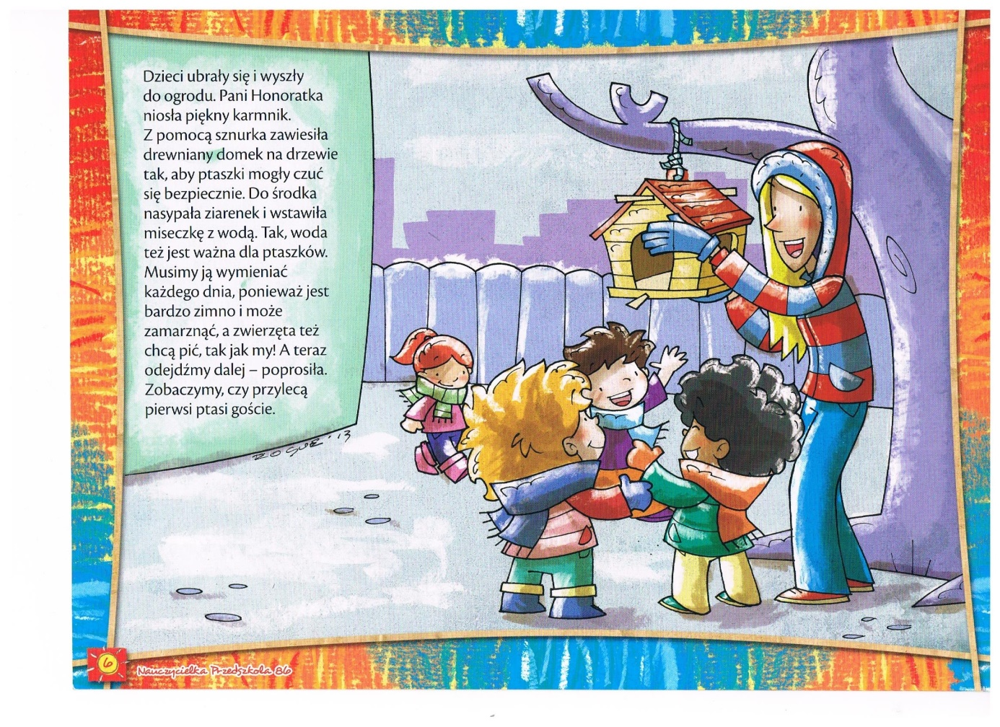 Dzieci ubrały się i wyszły
do ogrodu. Pani Honoratka
niosła piękny karmnik.
Z pomocą sznurka zawiesiła
drewniany domek na drzewie
tak, aby ptaszki mogły czuć
się bezpiecznie. Do środka
nasypała ziarenek i wstawiła
miseczkę z wodą. Tak, woda
też jest ważna dla ptaszków.
Musimy ją wymieniać
każdego dnia, ponieważ jest
bardzo zimno i może
zamarznąć, a zwierzęta też
chcą pić, tak jak my! A teraz
odejdźmy dalej – poprosiła.
Zobaczymy, czy przylecą
pierwsi ptasi goście.
6
Nauczycielka Przedszkola 86